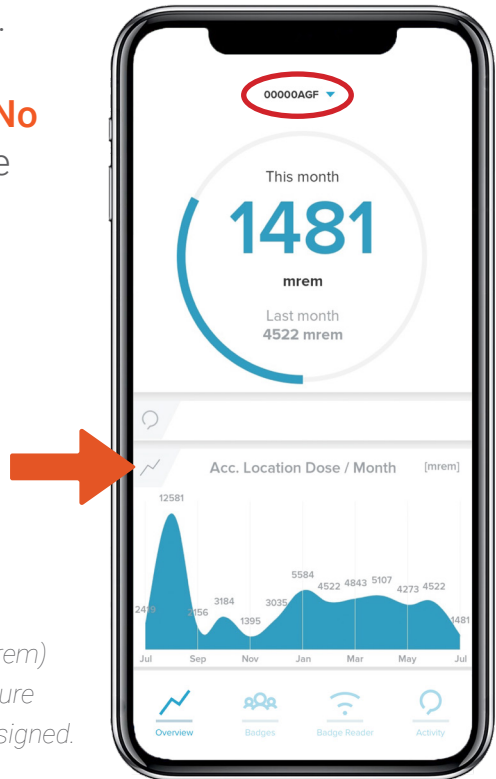 No
e
00000AGF
This month
1481
mrem
Last month
4522 mrem
Acc. Location Dose / Month [mrem]
12581
5584
4522 4843 5107 4273 4522
3184
3035
2156
1395
1481
Jul Sep Nov Jan Mar May Jul
rem)
ure
signed.
Overview Badges Badge Reader Activity